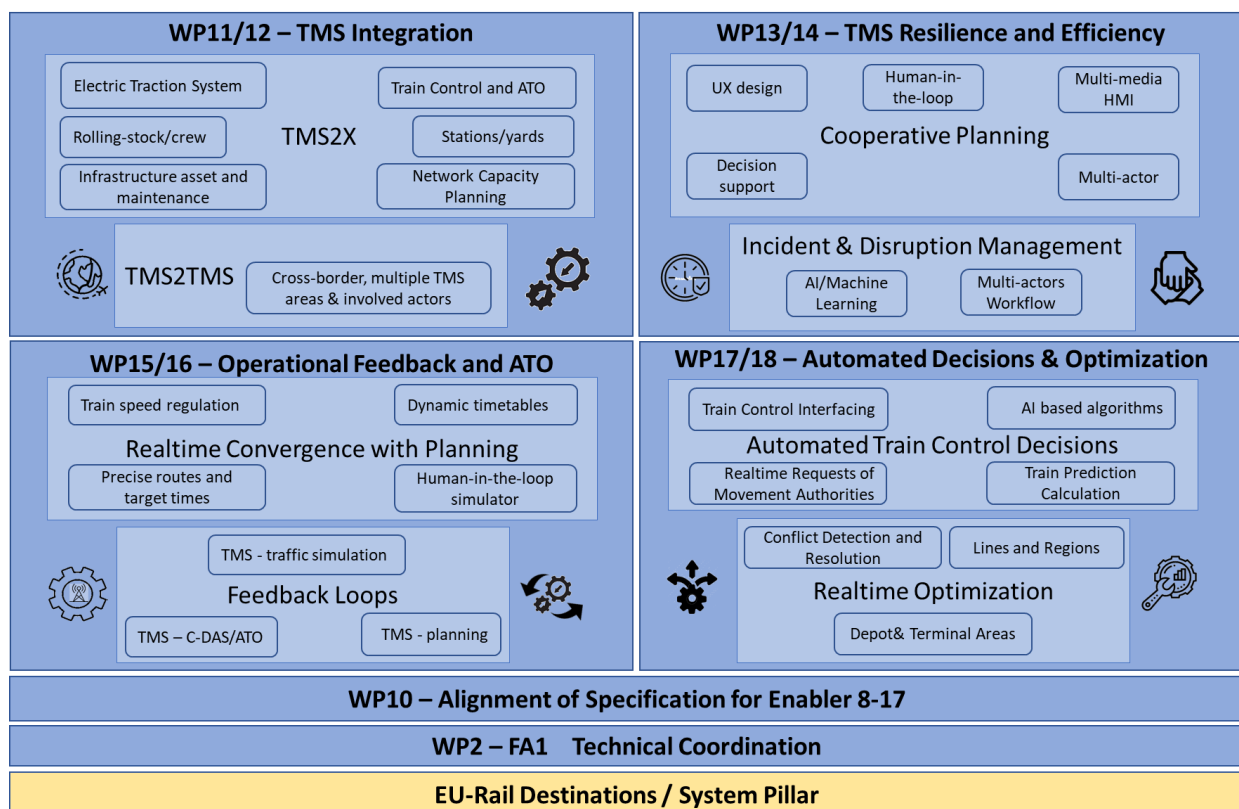 WP11/12 – TMS Integration
Electric Traction System
Train Control and ATO
Rolling-stock/crew
TMS2X
Stations/yards
Infrastructure asset and
maintenance
Network Capacity
Planning
TMS2TMS
Cross-border, multiple TMS
areas & involved actors
WP13/14 – TMS Resilience and Efficiency
UX design
Human-in-
the-loop
Multi-media
HMI
Cooperative Planning
Decision
support
Multi-actor
Incident & Disruption Management
AI/Machine
Learning
Multi-actors
Workflow
WP15/16 – Operational Feedback and ATO
Train speed regulation
Dynamic timetables
Realtime Convergence with Planning
Precise routes and
target times
Human-in-the-loop
simulator
TMS - traffic simulation
Feedback Loops
TMS – C-DAS/ATO
TMS - planning
WP17/18 – Automated Decisions & Optimization
Train Control Interfacing
AI based algorithms
Automated Train Control Decisions
Realtime Requests of
Movement Authorities
Train Prediction
Calculation
Conflict Detection and
Resolution
Lines and Regions
Realtime Optimization
Depot& Terminal Areas
WP10 – Alignment of Specification for Enabler 8-17
WP2 – FA1 Technical Coordination
EU-Rail Destinations / System Pillar